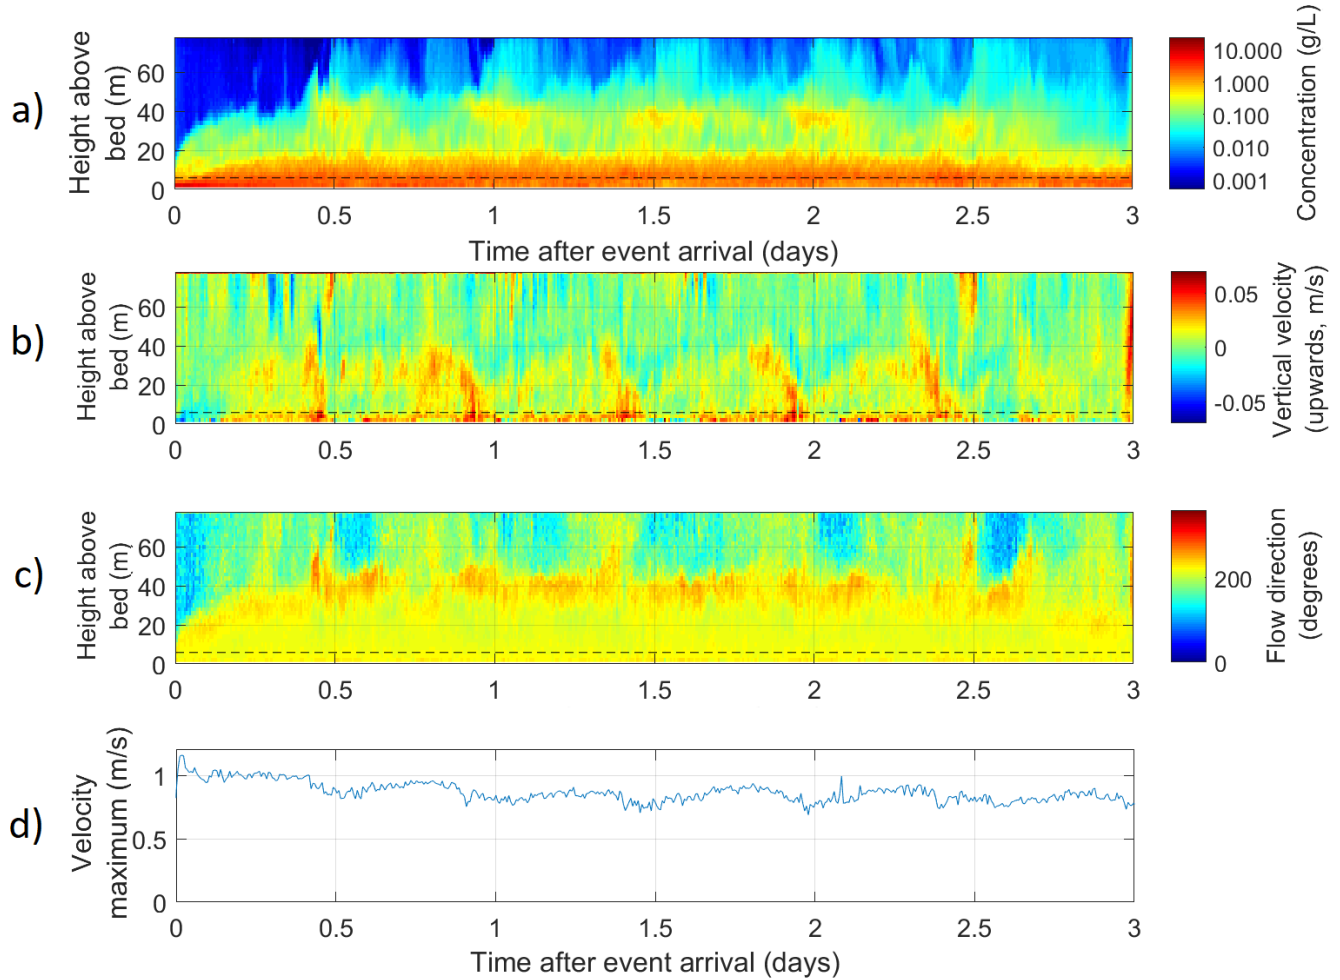 a)
Height above
bed (m)
60
40
20
0
0
0.5
1
1.5
2
2.5
3
Time after event arrival (days)
10.000
1.000
0.100
0.010
0.001
Concentration (g/L)
b)
Height above
bed (m)
60
40
20
0
0
0.5
1
1.5
2
2.5
3
0.05
0
-0.05
Vertical velocity
(upwards, m/s)
c)
Height above
bed (m)
60
40
20
0
0
0.5
1
1.5
2
2.5
3
200
0
Flow direction
(degrees)
d)
Velocity
maximum (m/s)
1
0.5
0
0
0.5
1
1.5
2
2.5
3
Time after event arrival (days)